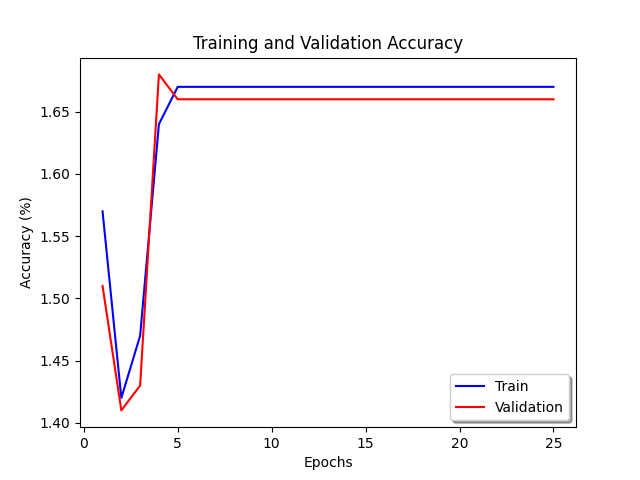 Training and Validation Accuracy
Accuracy (%)
1.65
1.60
1.55
1.50
1.45
1.40
0
5
10
15
20
25
Epochs
Train
Validation